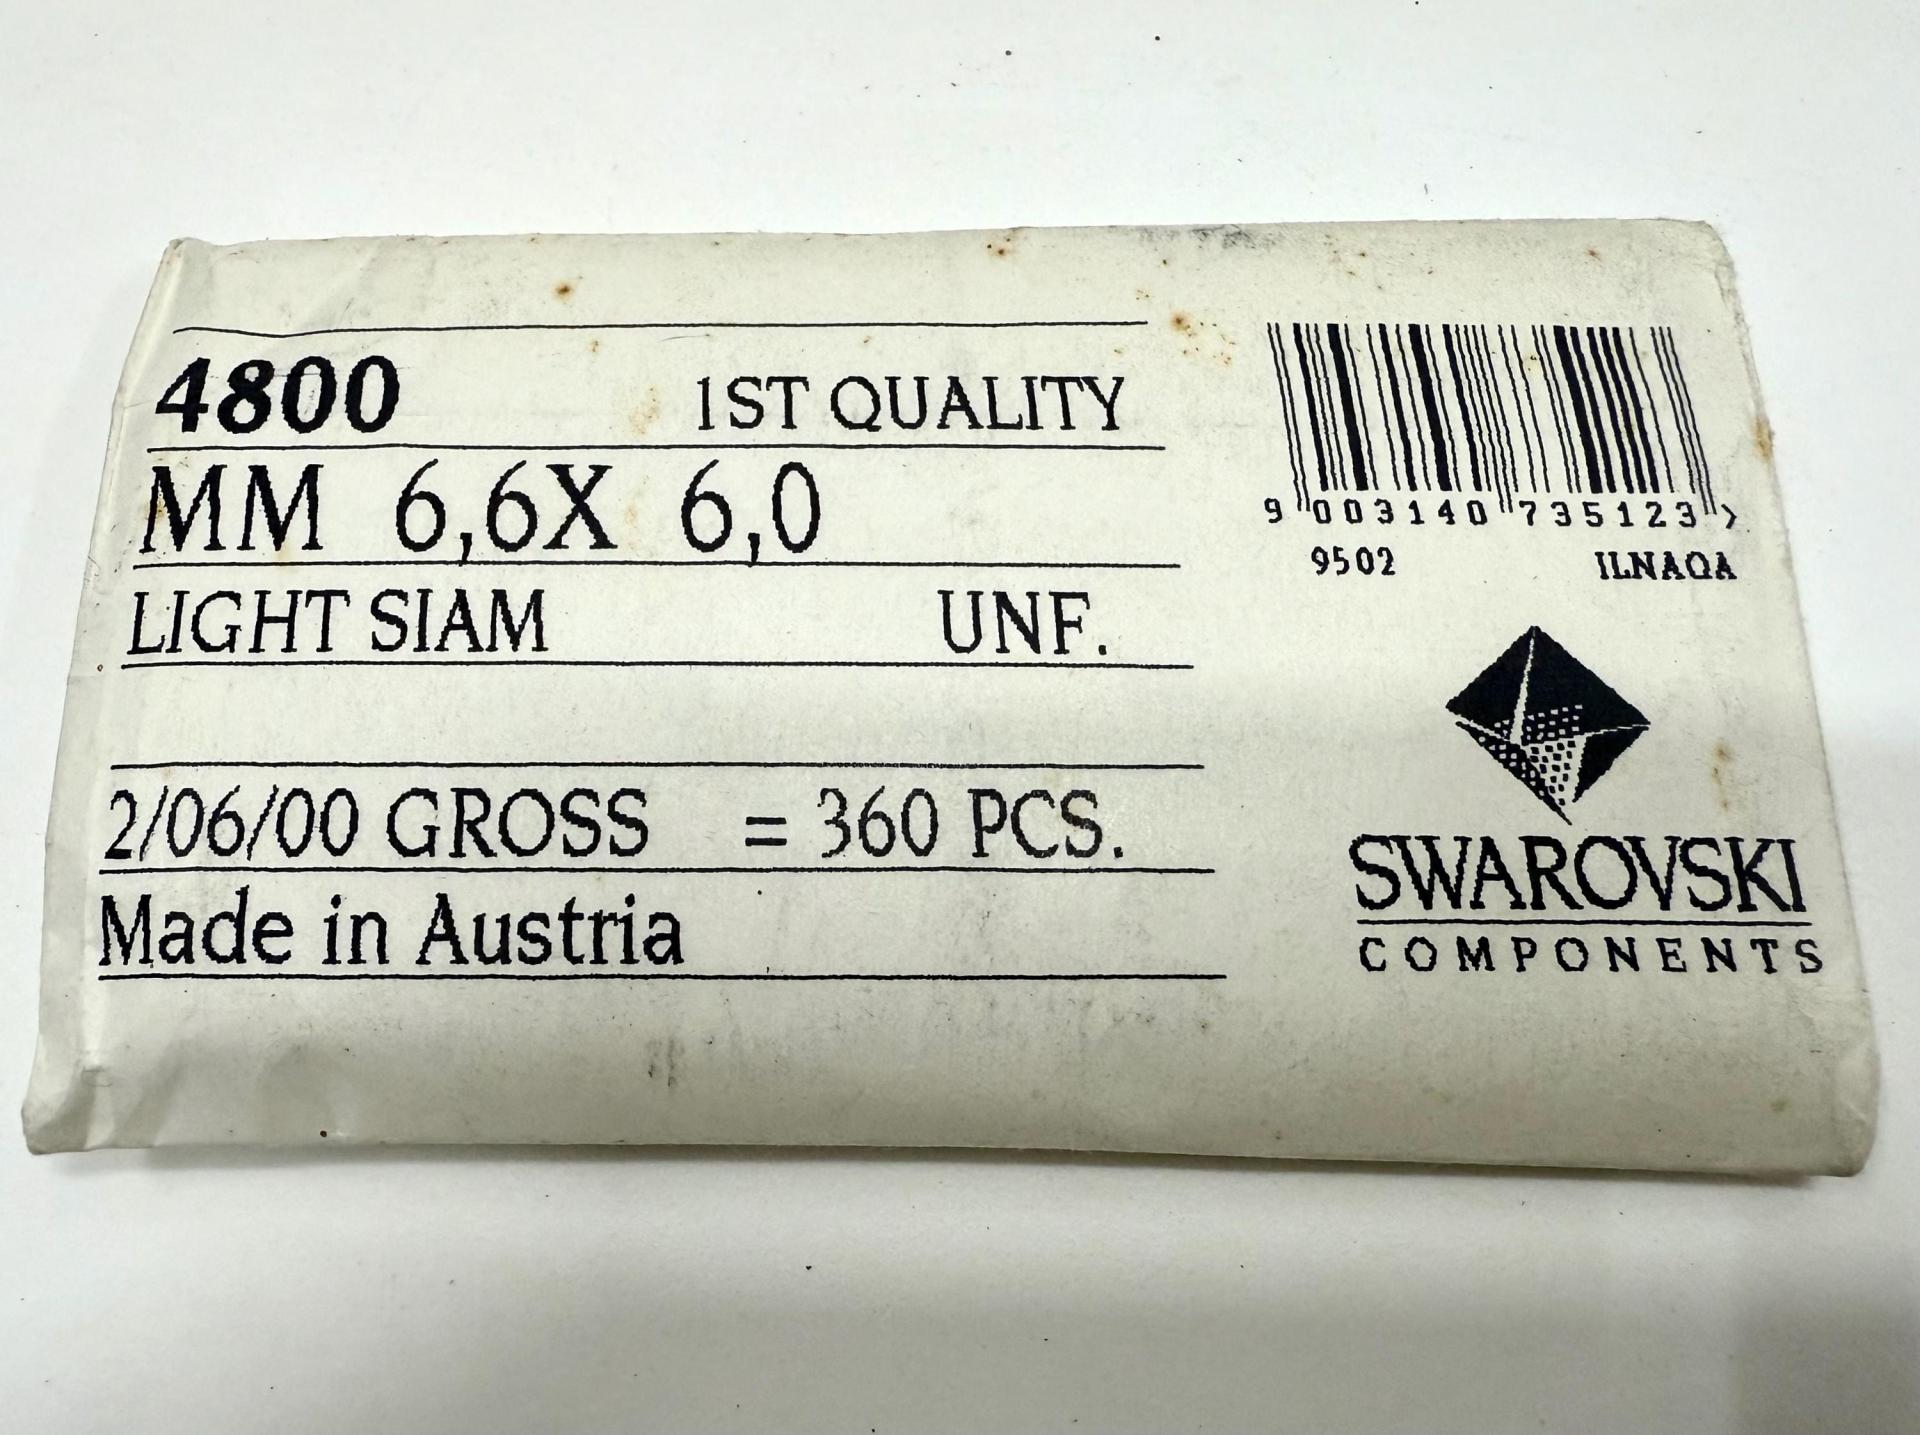 4800 1ST QUALITY
MM 6,6X 6,0
LIGHT SIAM UNF.
2/06/00 GROSS = 360 PCS.
Made in Austria
9 003140 735123 >
9502 ILNAQA
SWAROVSKI
COMPONENTS